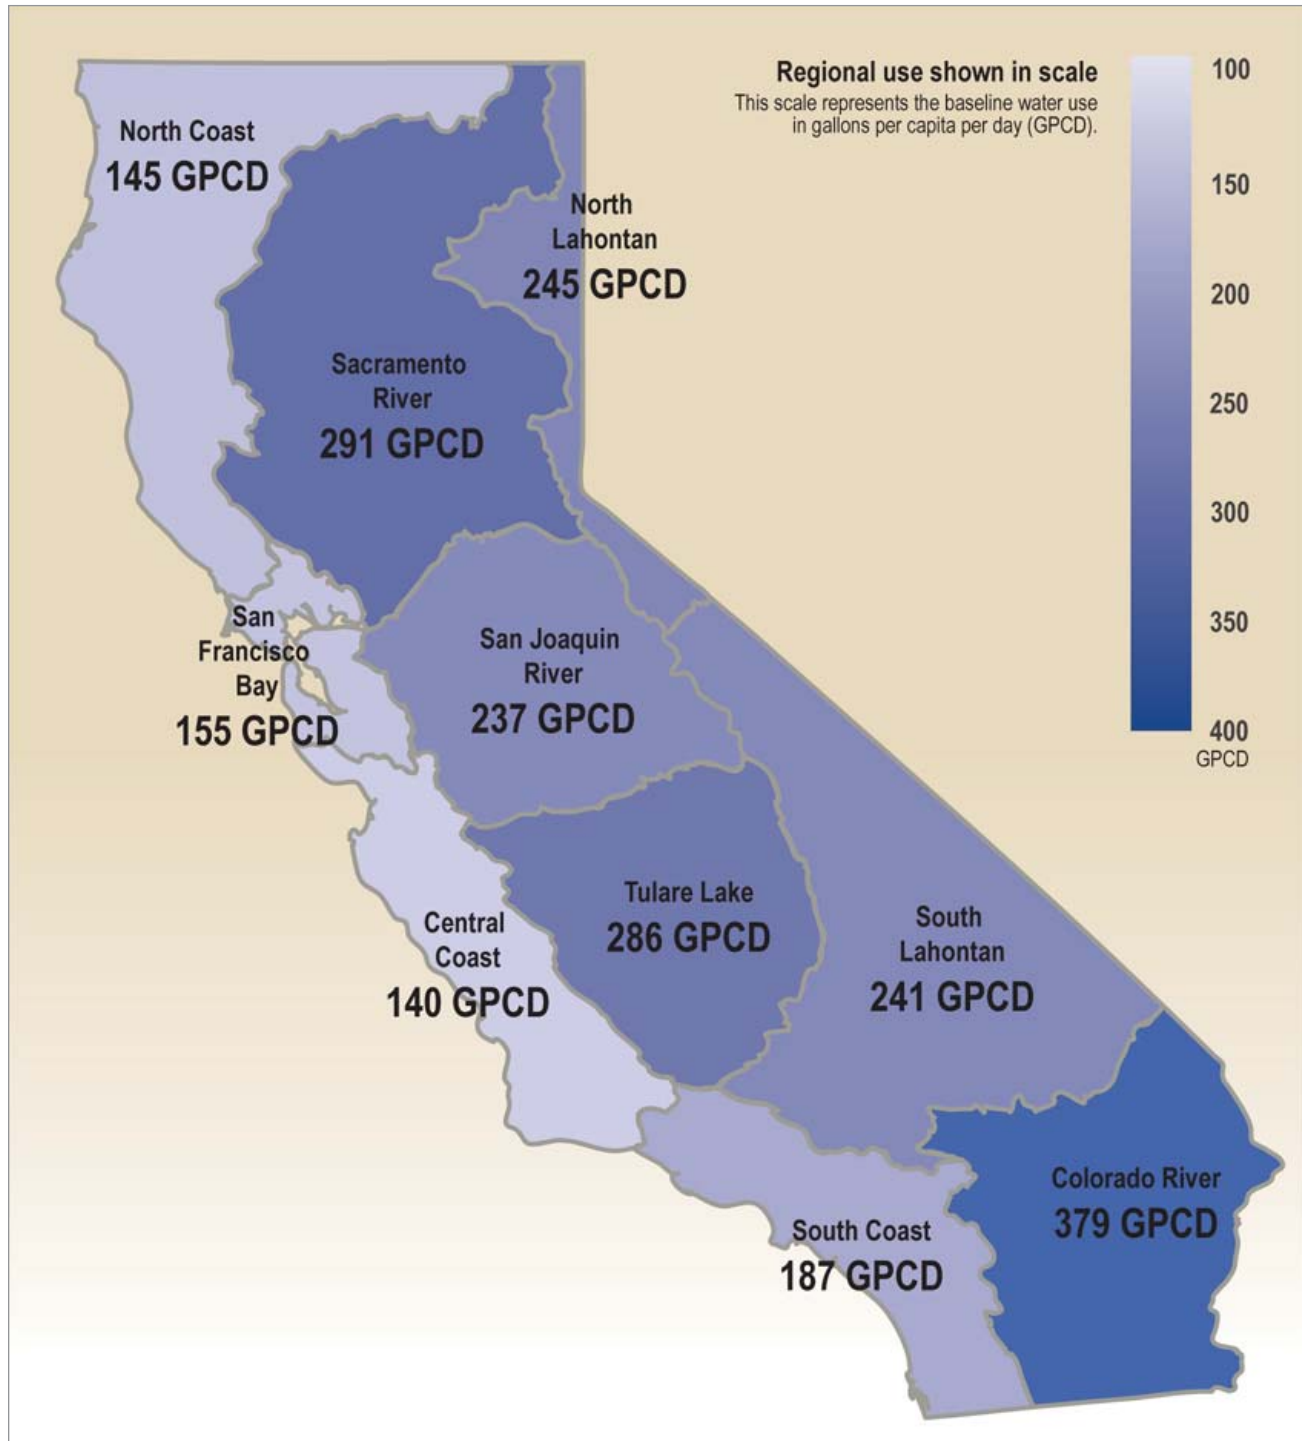 Regional use shown in scale
This scale represents the baseline water use
in gallons per capita per day (GPCD).
100
150
200
250
300
350
400
GPCD
North Coast
145 GPCD
North
Lahontan
245 GPCD
Sacramento
River
291 GPCD
San
Francisco
Bay
155 GPCD
San Joaquin
River
237 GPCD
Central
Coast
140 GPCD
Tulare Lake
286 GPCD
South
Lahontan
241 GPCD
South Coast
187 GPCD
Colorado River
379 GPCD